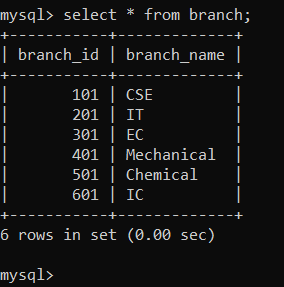 mysql> select * from branch;
+-----------+-------------+
| branch_id | branch_name |
+-----------+-------------+
|       101 | CSE         |
|       201 | IT          |
|       301 | EC          |
|       401 | Mechanical  |
|       501 | Chemical    |
|       601 | IC          |
+-----------+-------------+
6 rows in set (0.00 sec)
mysql>